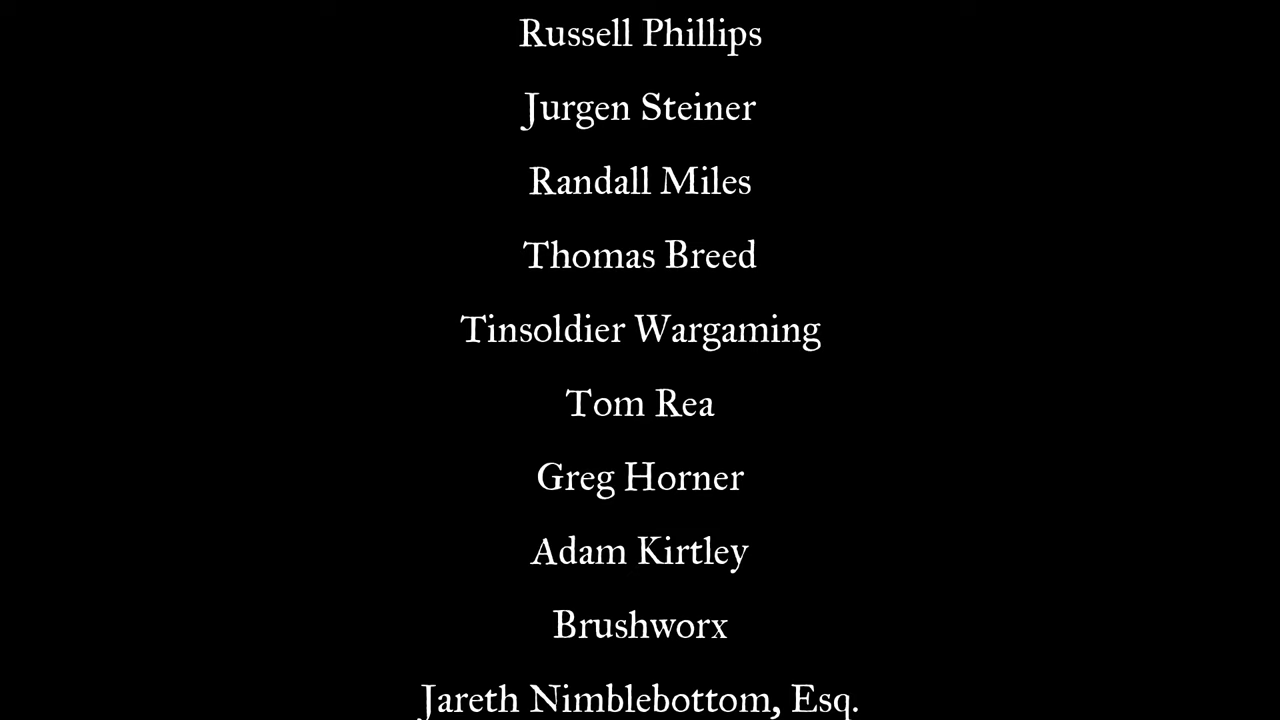 Russell Phillips
Jurgen Steiner
Randall Miles
Thomas Breed
Tinsoldier Wargaming
Tom Rea
Greg Horner
Adam Kirtley
Brushworx
Jareth Nimblebottom, Esq.